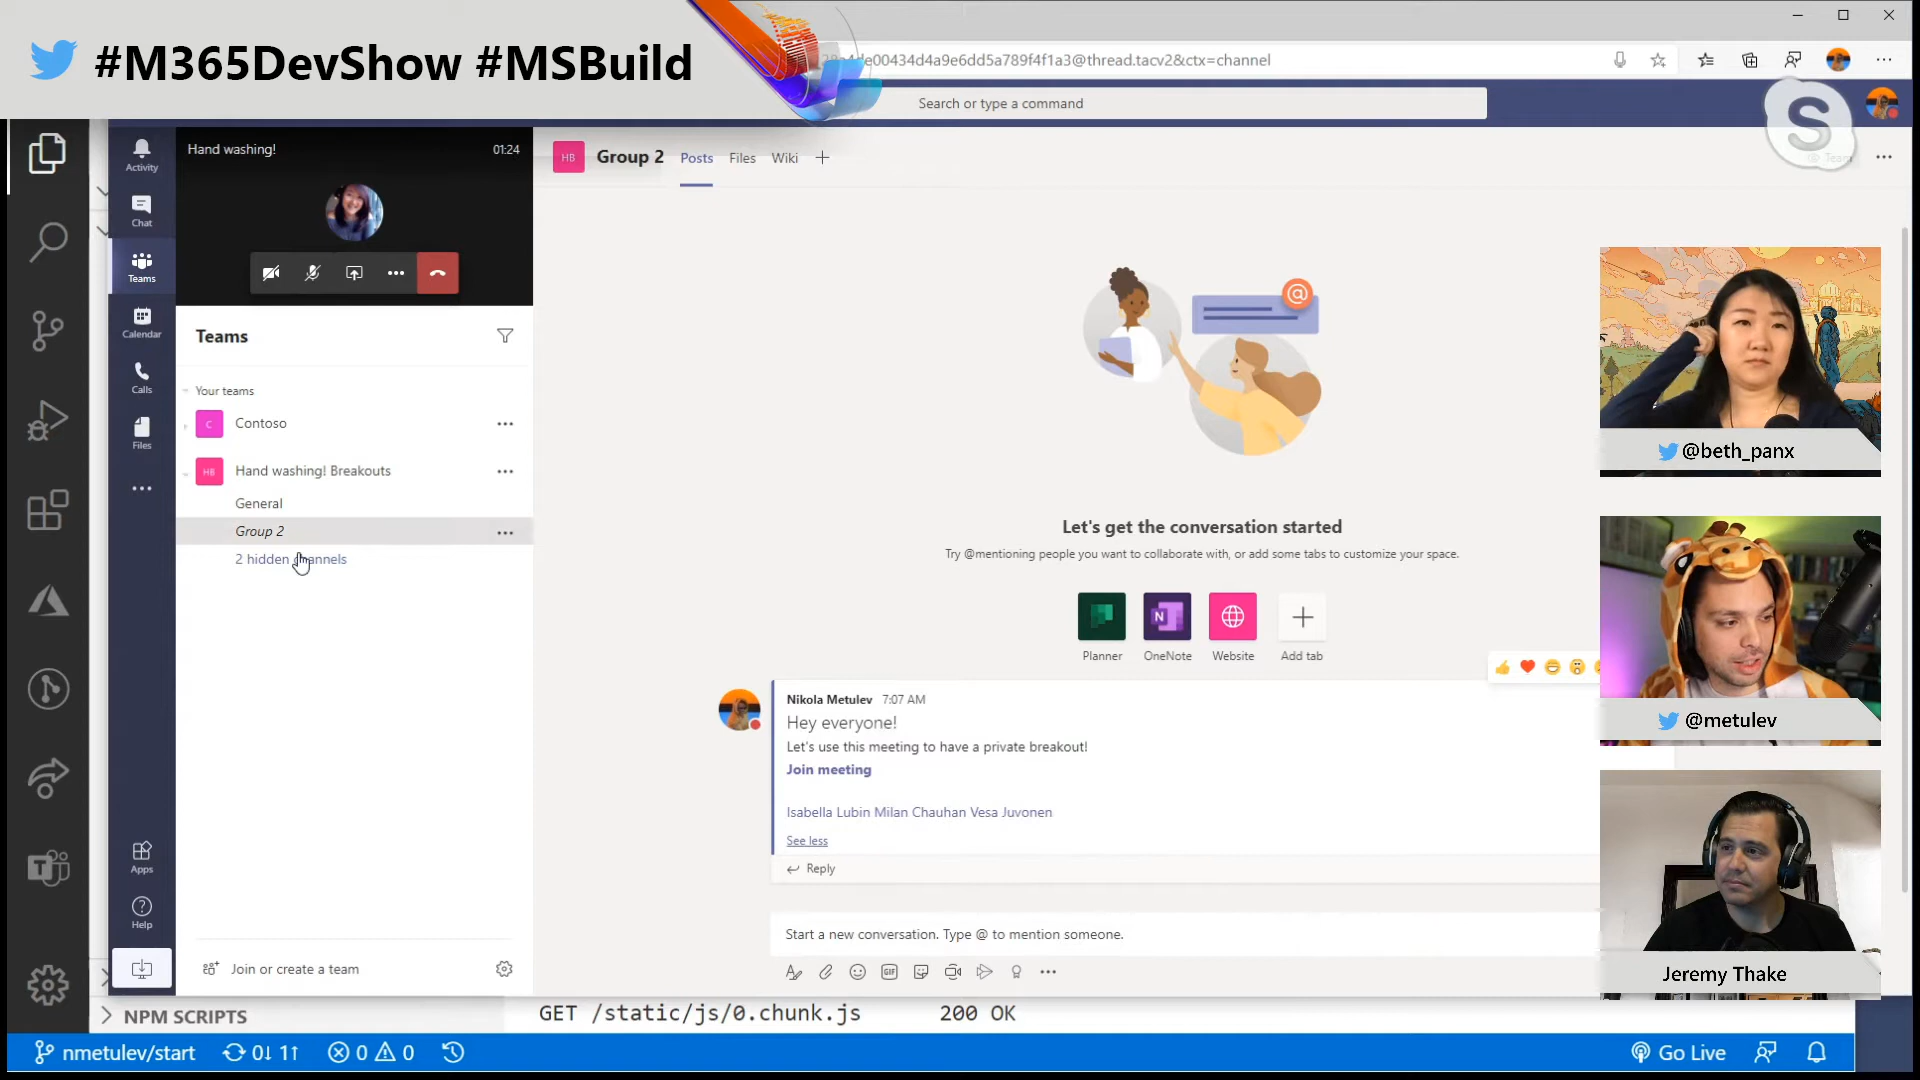 #M365DevShow #MSBuild
e00434d4a9e6dd5a789f4f1a3@thread.tacv2&ctx=channel
Search or type a command
Activity
Chat
Teams
Calendar
Calls
Files
Apps
Help
Hand washing!
01:24
Teams
Your teams
C
Contoso
HB
Hand washing! Breakouts
General
Group 2
2 hidden channels
Join or create a team
HB
Group 2
Posts
Files
Wiki
Team
@
Let's get the conversation started
Try @mentioning people you want to collaborate with, or add some tabs to customize your space.
N
Planner
OneNote
Website
Add tab
Nikola Metulev 7:07 AM
Hey everyone!
Let's use this meeting to have a private breakout!
Join meeting
Isabella Lubin Milan Chauhan Vesa Juvonen
See less
Reply
Start a new conversation. Type @ to mention someone.
GIF
S
@beth_panx
@metulev
Jeremy Thake
T
NPM SCRIPTS
GET /static/js/0.chunk.js 200 OK
nmetulev/start
0↓ 1↑
0
0
Go Live